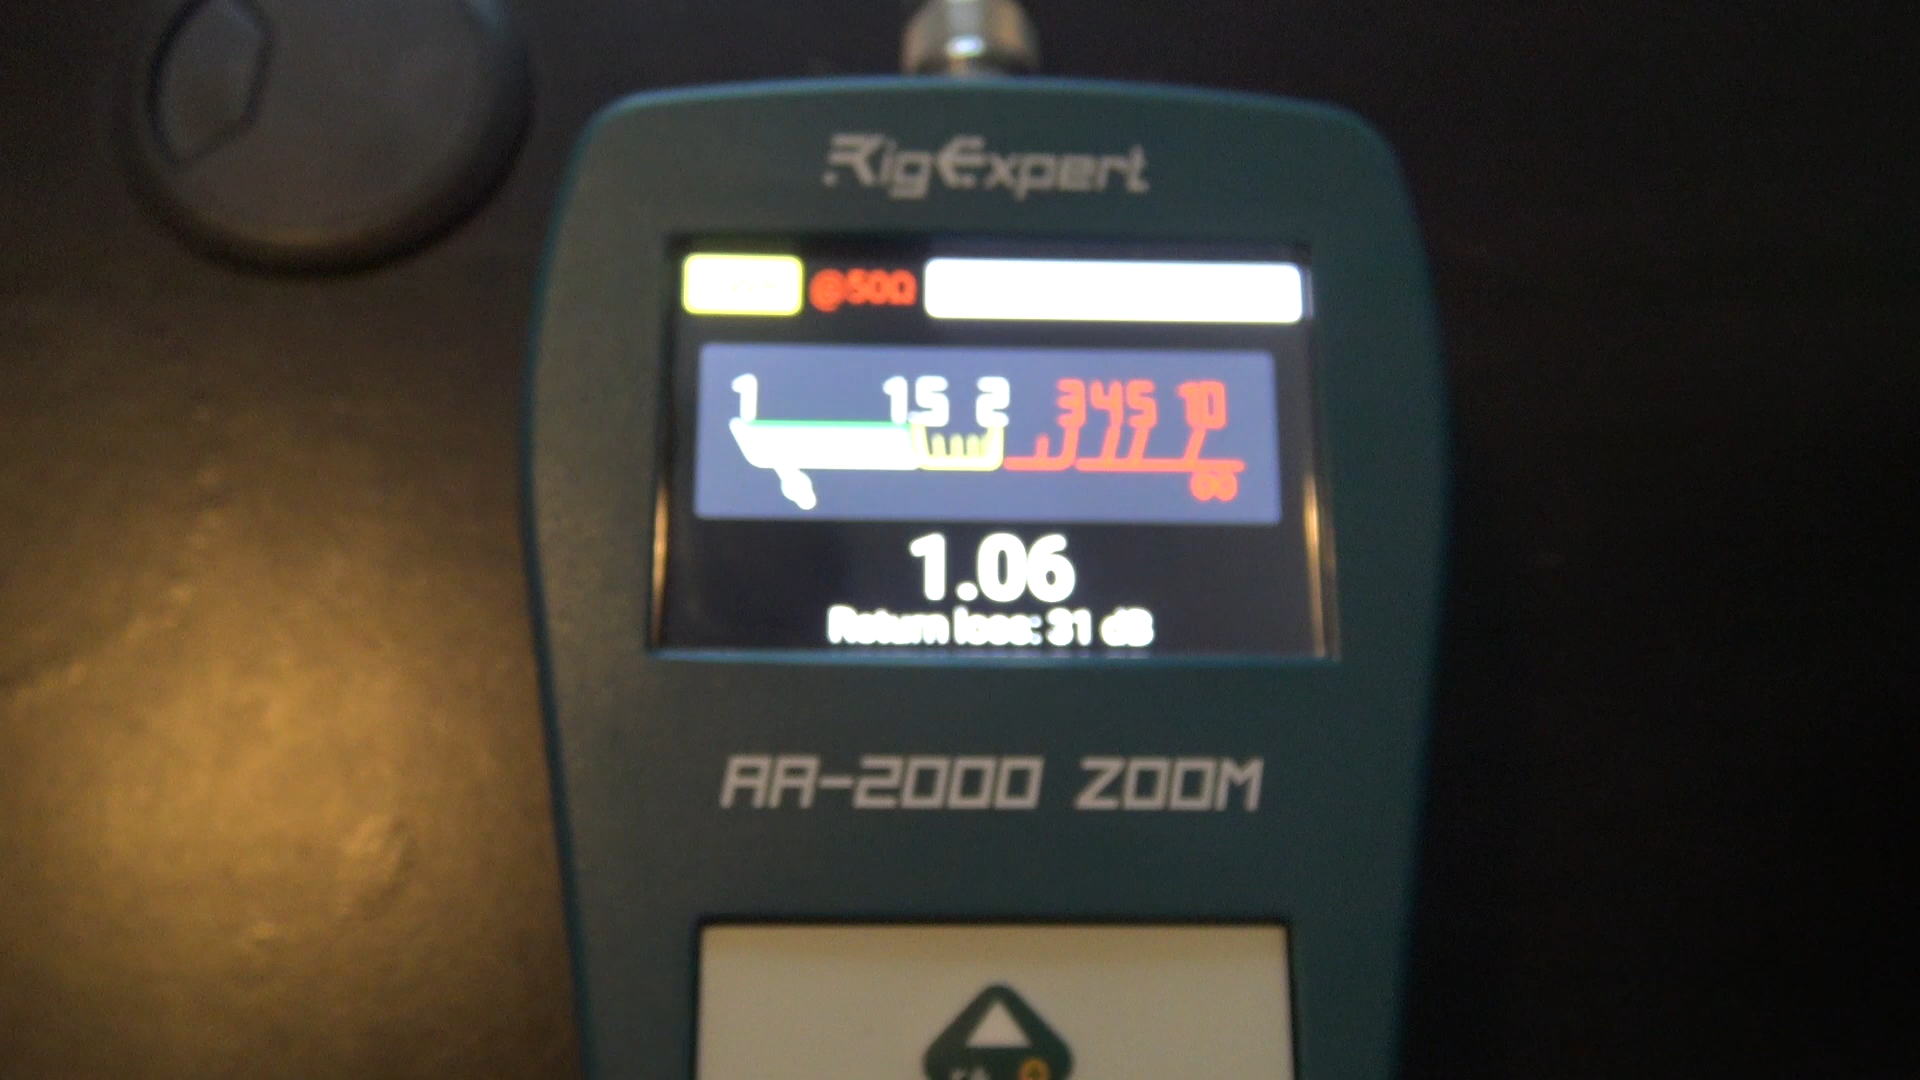 RigExpert
@50Ω
1 1.5 2 3 4 5 10
∞
1.06
Return loss: 31 dB
AA-2000 ZOOM